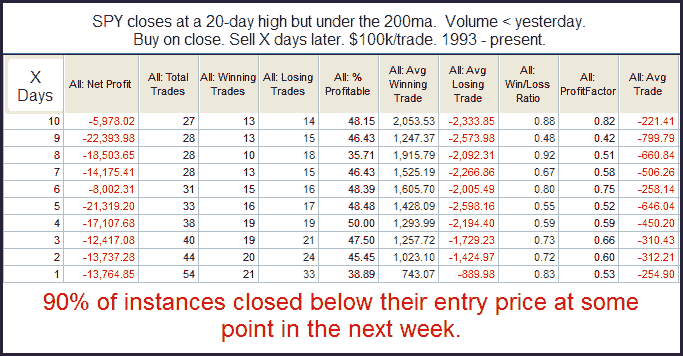 SPY closes at a 20-day high but under the 200ma.  Volume < yesterday.
Buy on close. Sell X days later. $100k/trade. 1993 - present.
X Days All: Net Profit All: Total Trades All: Winning Trades All: Losing Trades All: % Profitable All: Avg Winning Trade All: Avg Losing Trade All: Win/Loss Ratio All: ProfitFactor All: Avg Trade
10 -5,978.02 27 13 14 48.15 2,053.53 -2,333.85 0.88 0.82 -221.41
9 -22,393.98 28 13 15 46.43 1,247.37 -2,573.98 0.48 0.42 -799.79
8 -18,503.65 28 10 18 35.71 1,915.79 -2,092.31 0.92 0.51 -660.84
7 -14,175.41 28 13 15 46.43 1,525.19 -2,266.86 0.67 0.58 -506.26
6 -8,002.31 31 15 16 48.39 1,605.70 -2,005.49 0.80 0.75 -258.14
5 -21,319.20 33 16 17 48.48 1,428.09 -2,598.16 0.55 0.52 -646.04
4 -17,107.68 38 19 19 50.00 1,293.99 -2,194.40 0.59 0.59 -450.20
3 -12,417.08 40 19 21 47.50 1,257.72 -1,729.23 0.73 0.66 -310.43
2 -13,737.28 44 20 24 45.45 1,023.10 -1,424.97 0.72 0.60 -312.21
1 -13,764.85 54 21 33 38.89 743.07 -889.98 0.83 0.53 -254.90
90% of instances closed below their entry price at some
point in the next week.